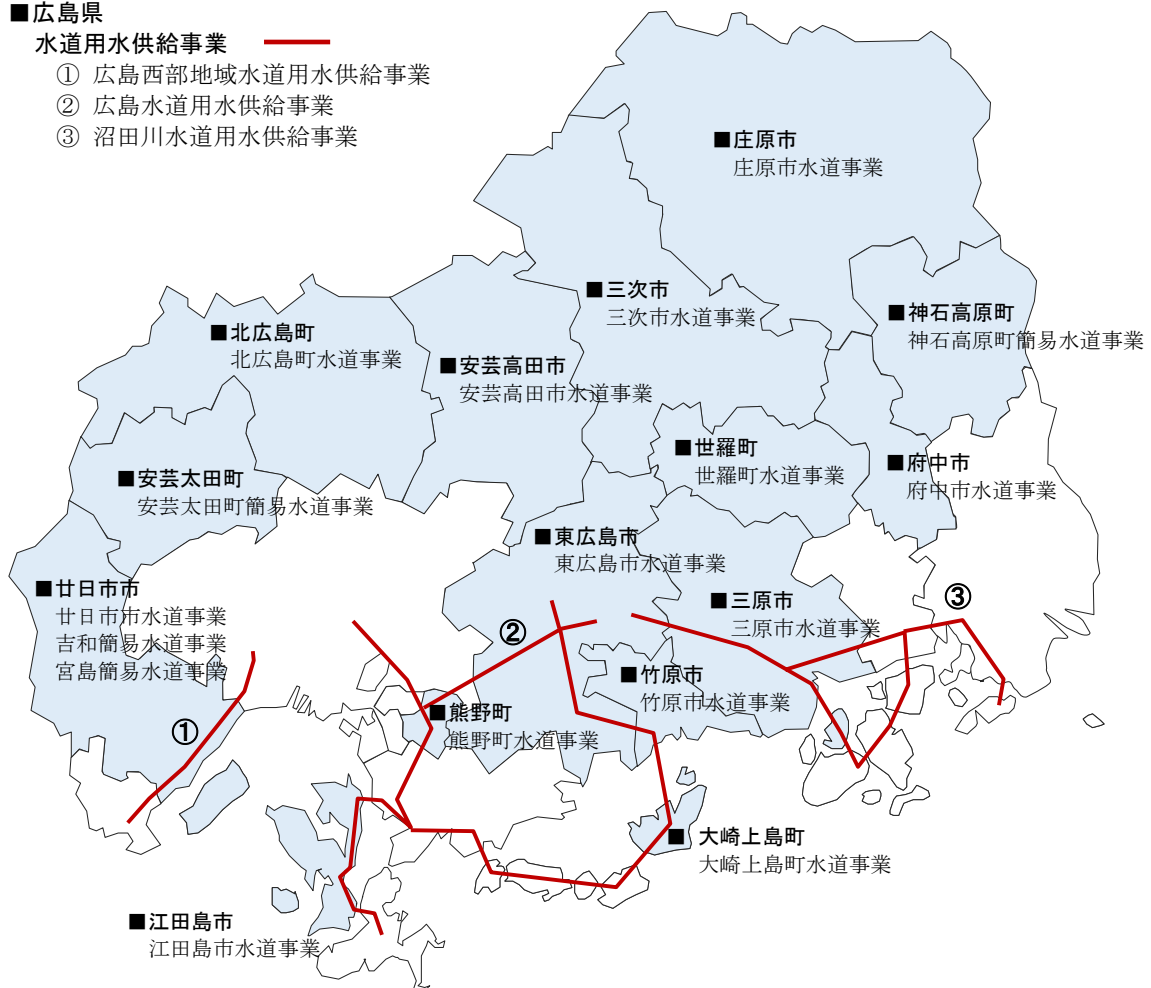 ■広島県
水道用水供給事業
① 広島西部地域水道用水供給事業
② 広島水道用水供給事業
③ 沼田川水道用水供給事業
■庄原市
庄原市水道事業
■三次市
三次市水道事業
■神石高原町
神石高原町簡易水道事業
■北広島町
北広島町水道事業
■安芸高田市
安芸高田市水道事業
■世羅町
世羅町水道事業
■府中市
府中市水道事業
■安芸太田町
安芸太田町簡易水道事業
■東広島市
東広島市水道事業
■廿日市市
廿日市市水道事業
吉和簡易水道事業
宮島簡易水道事業
■三原市
三原市水道事業
③
②
■竹原市
竹原市水道事業
①
■熊野町
熊野町水道事業
■ 大崎上島町
大崎上島町水道事業
■江田島市
江田島市水道事業